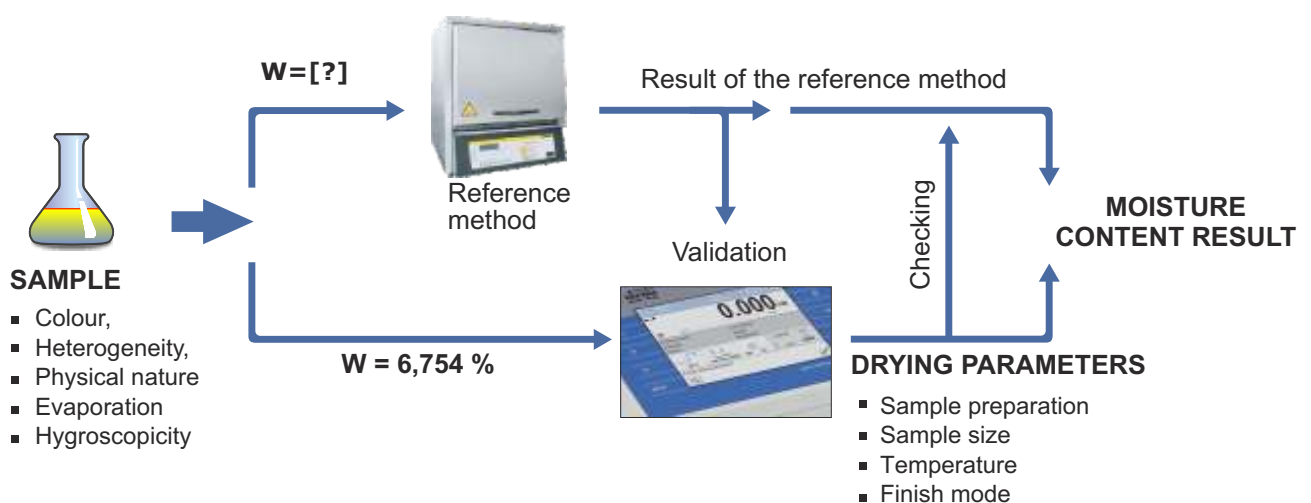 W=[?]
Result of the reference method
Reference
method
Validation
Checking
MOISTURE
CONTENT RESULT
SAMPLE
Colour,
Heterogeneity,
Physical nature
Evaporation
Hygroscopicity
W = 6,754 %
0.000
DRYING PARAMETERS
Sample preparation
Sample size
Temperature
Finish mode